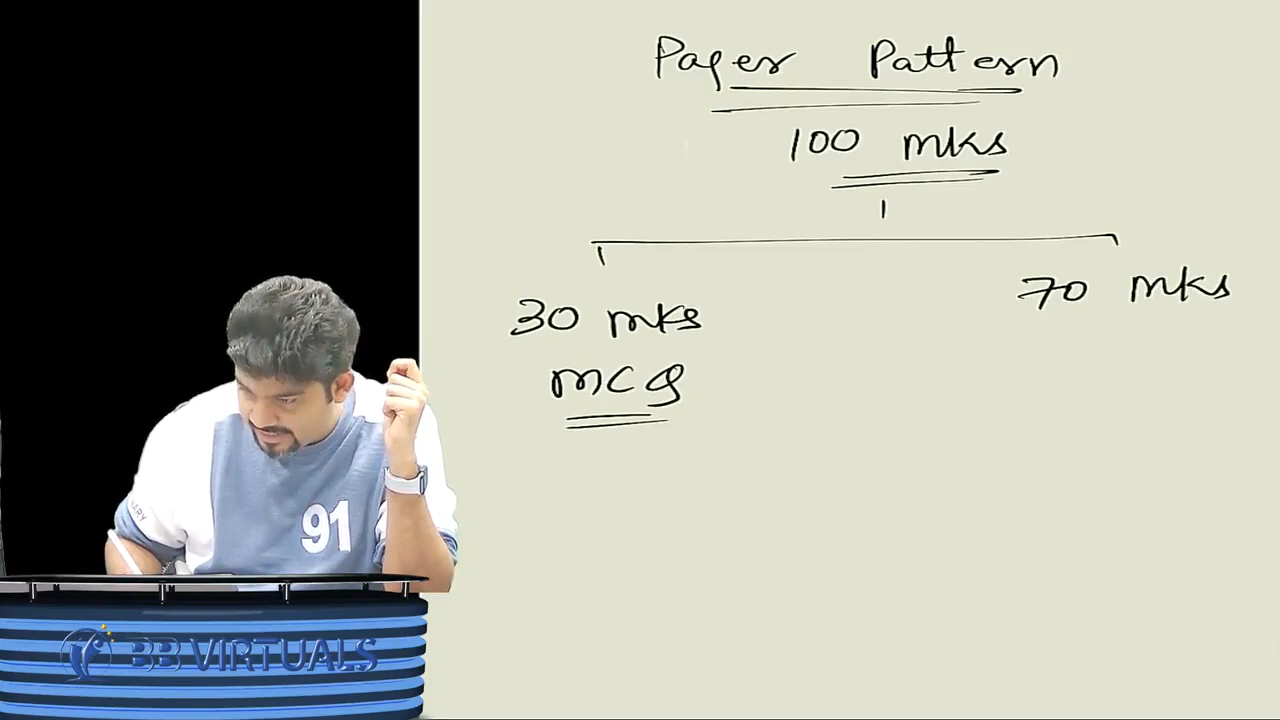 Paper Pattern
100 mks
30 mks
70 mks
MCQ
91
BB VIRTUALS